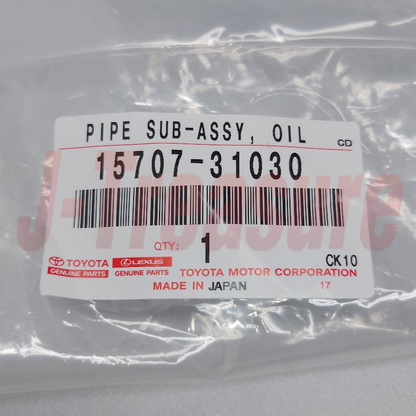 PIPE SUB-ASSY, OIL
CD
15707-31030
J-Treasure
QTY: 1
TOYOTA LEXUS
GENUINE PARTS GENUINE PARTS TOYOTA MOTOR CORPORATION CK10
MADE IN JAPAN 17